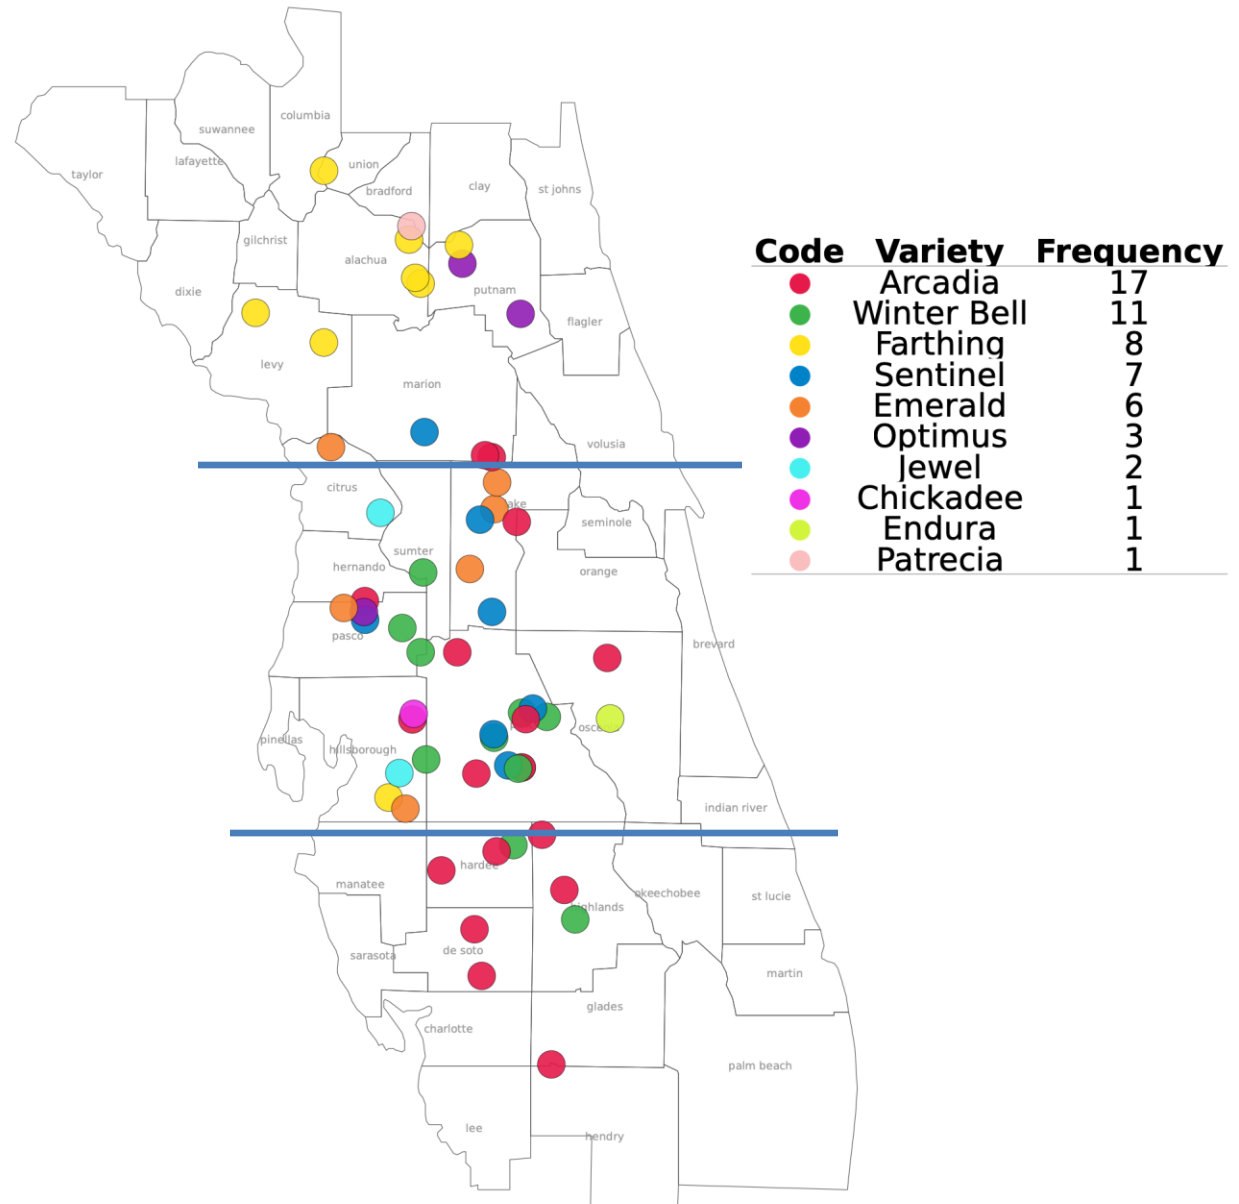 columbia
suwannee
lafayette
union
taylor
bradford
clay
st johns
gilchrist
alachua
dixie
putnam
flagler
levy
marion
volusia
citrus
ake
seminole
sumter
hernando
orange
pasco
brevard
pinellas
hillsborough
osceola
indian river
hardee
manatee
okeechobee
st lucie
highlands
de soto
sarasota
martin
glades
charlotte
palm beach
lee
hendry
Code Variety Frequency
Arcadia 17
Winter Bell 11
Farthing 8
Sentinel 7
Emerald 6
Optimus 3
Jewel 2
Chickadee 1
Endura 1
Patrecia 1